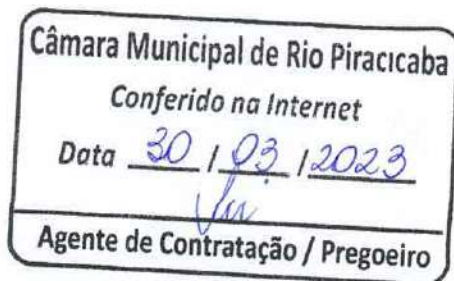 Câmara Municipal de Rio Piracicaba
Conferido na Internet
Data 30 / 03 / 2023
Agente de Contratação / Pregoeiro